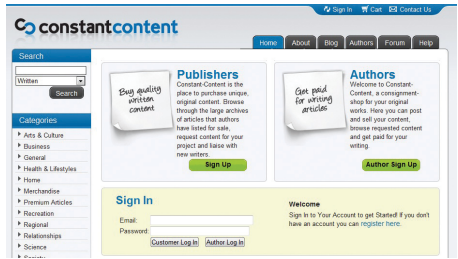 Sign In Cart Contact Us
constantcontent
Home About Blog Authors Forum Help
Search
Written
Search
Categories
Arts & Culture
Business
General
Health & Lifestyles
Home
Merchandise
Premium Articles
Recreation
Regional
Relationships
Science
Society
Buy quality
written
content
Publishers
Constant-Content is the
place to purchase unique,
original content. Browse
through the large archives
of articles that authors
have listed for sale,
request content for your
project and liaise with
new writers.
Sign Up
Get paid
for writing
articles
Authors
Welcome to Constant-
Content, a consignment-
shop for your original
works. Here you can post
and sell your content,
browse requested content
and get paid for your
writing.
Author Sign Up
Sign In
Email:
Password:
Customer Log In Author Log In
Welcome
Sign In to Your Account to get Started! If you don't
have an account you can register here.